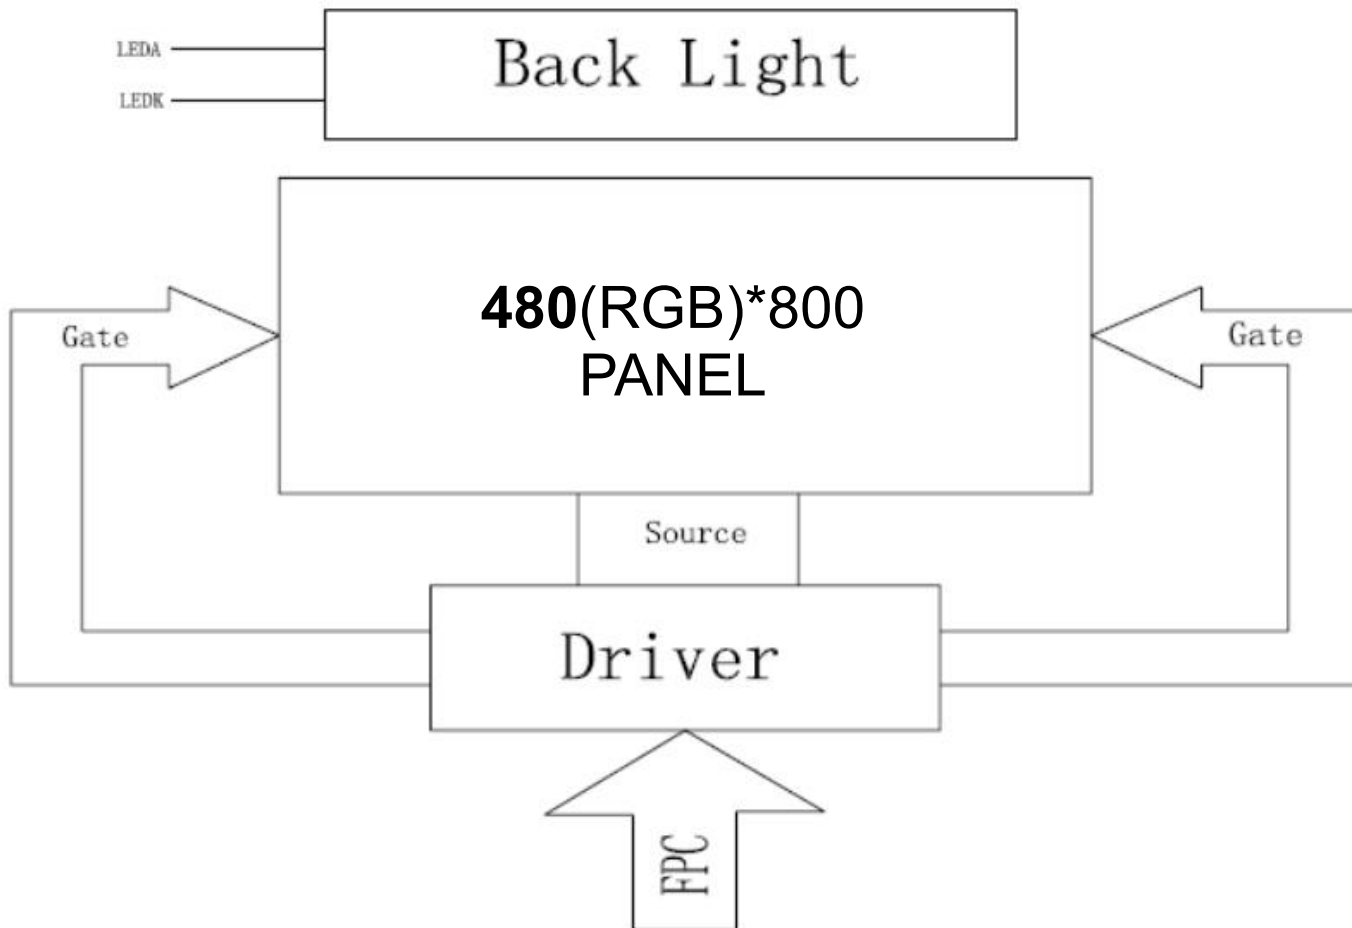 LEDA
LEDK
Back Light
480(RGB)*800
PANEL
Gate
Gate
Source
Driver
FPC